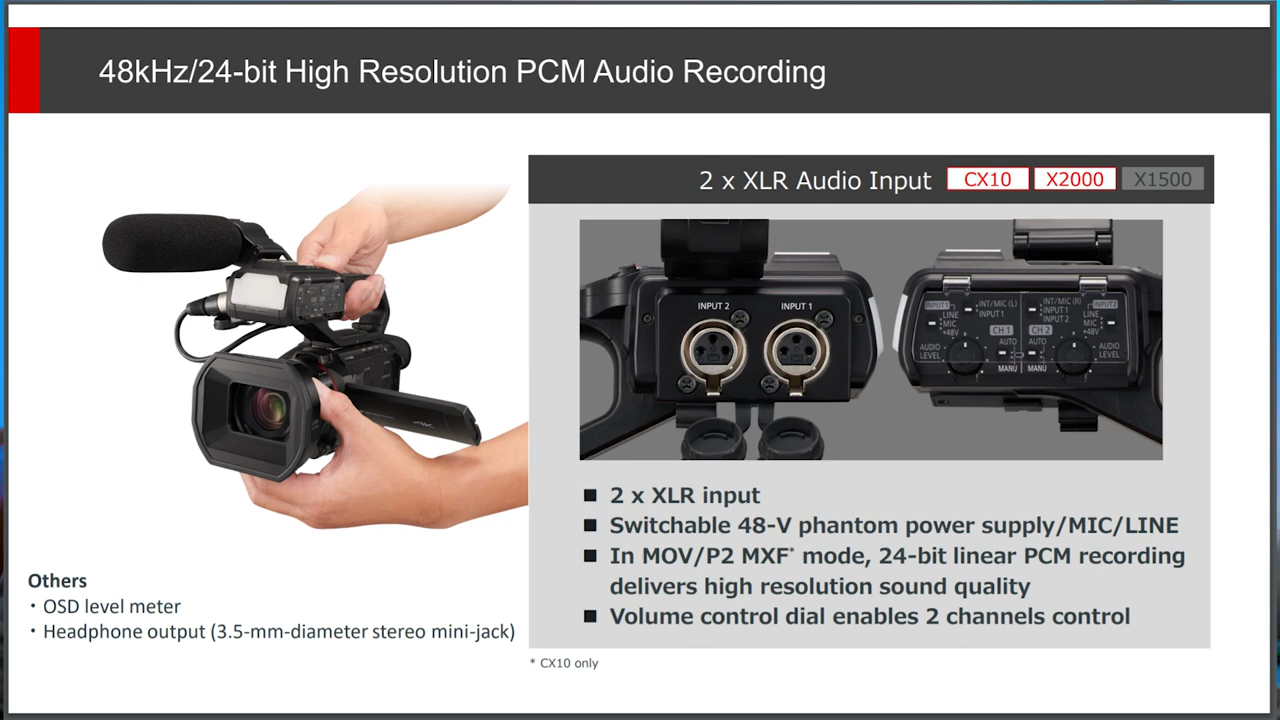 48kHz/24-bit High Resolution PCM Audio Recording
2 x XLR Audio Input CX10 X2000 X1500
INPUT 2 INPUT 1
INPUT1 INT/MIC (L) INT/MIC (R) INPUT2
LINE INPUT 1 INPUT 1 LINE
MIC INPUT 2 MIC
+48V CH 1 CH 2 +48V
AUDIO LEVEL AUTO AUTO AUDIO LEVEL
MANU MANU
4K
■ 2 x XLR input
■ Switchable 48-V phantom power supply/MIC/LINE
■ In MOV/P2 MXF* mode, 24-bit linear PCM recording
delivers high resolution sound quality
■ Volume control dial enables 2 channels control
Others
・OSD level meter
・Headphone output (3.5-mm-diameter stereo mini-jack)
* CX10 only